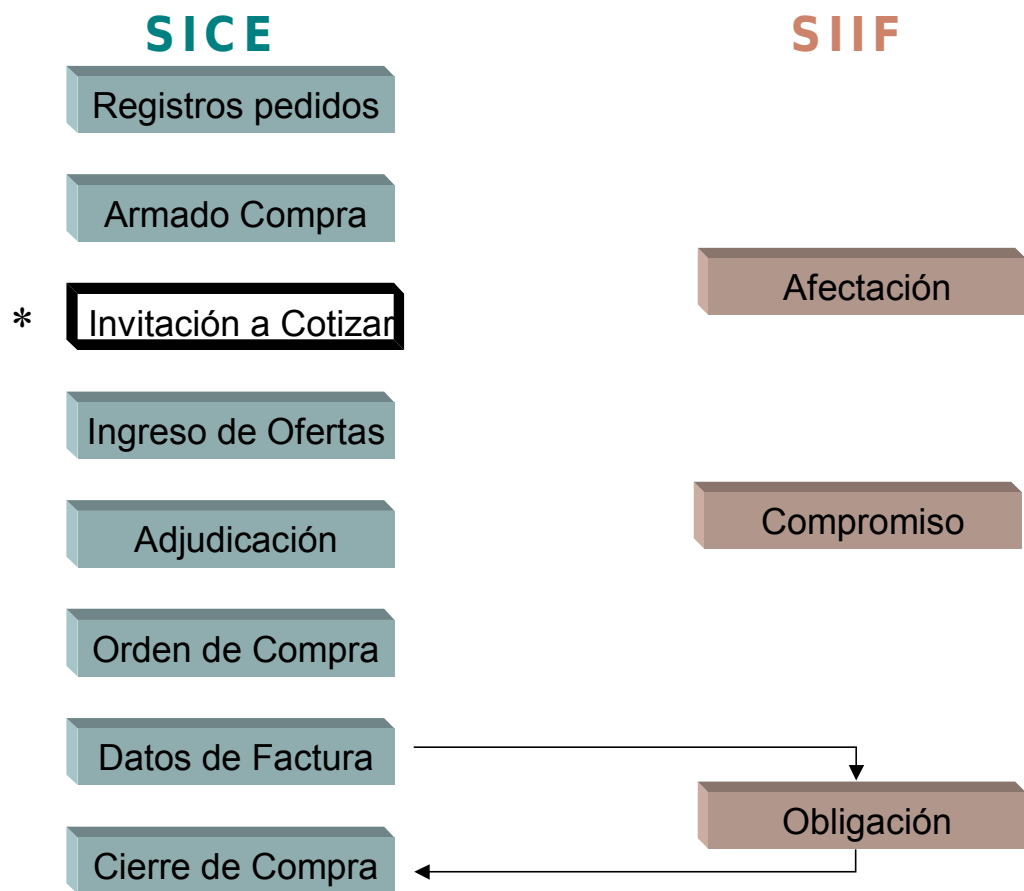 SICE
SIIF
Registros pedidos
Armado Compra
Afectación
* Invitación a Cotizar
Ingreso de Ofertas
Compromiso
Adjudicación
Orden de Compra
Datos de Factura
Obligación
Cierre de Compra